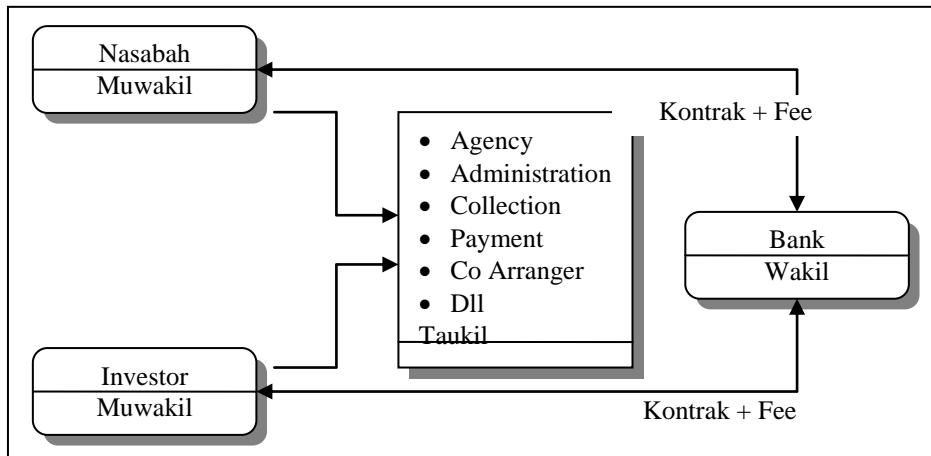 Nasabah
Muwakil
Kontrak + Fee
• Agency
• Administration
• Collection
• Payment
• Co Arranger
• Dll
Taukil
Bank
Wakil
Investor
Muwakil
Kontrak + Fee